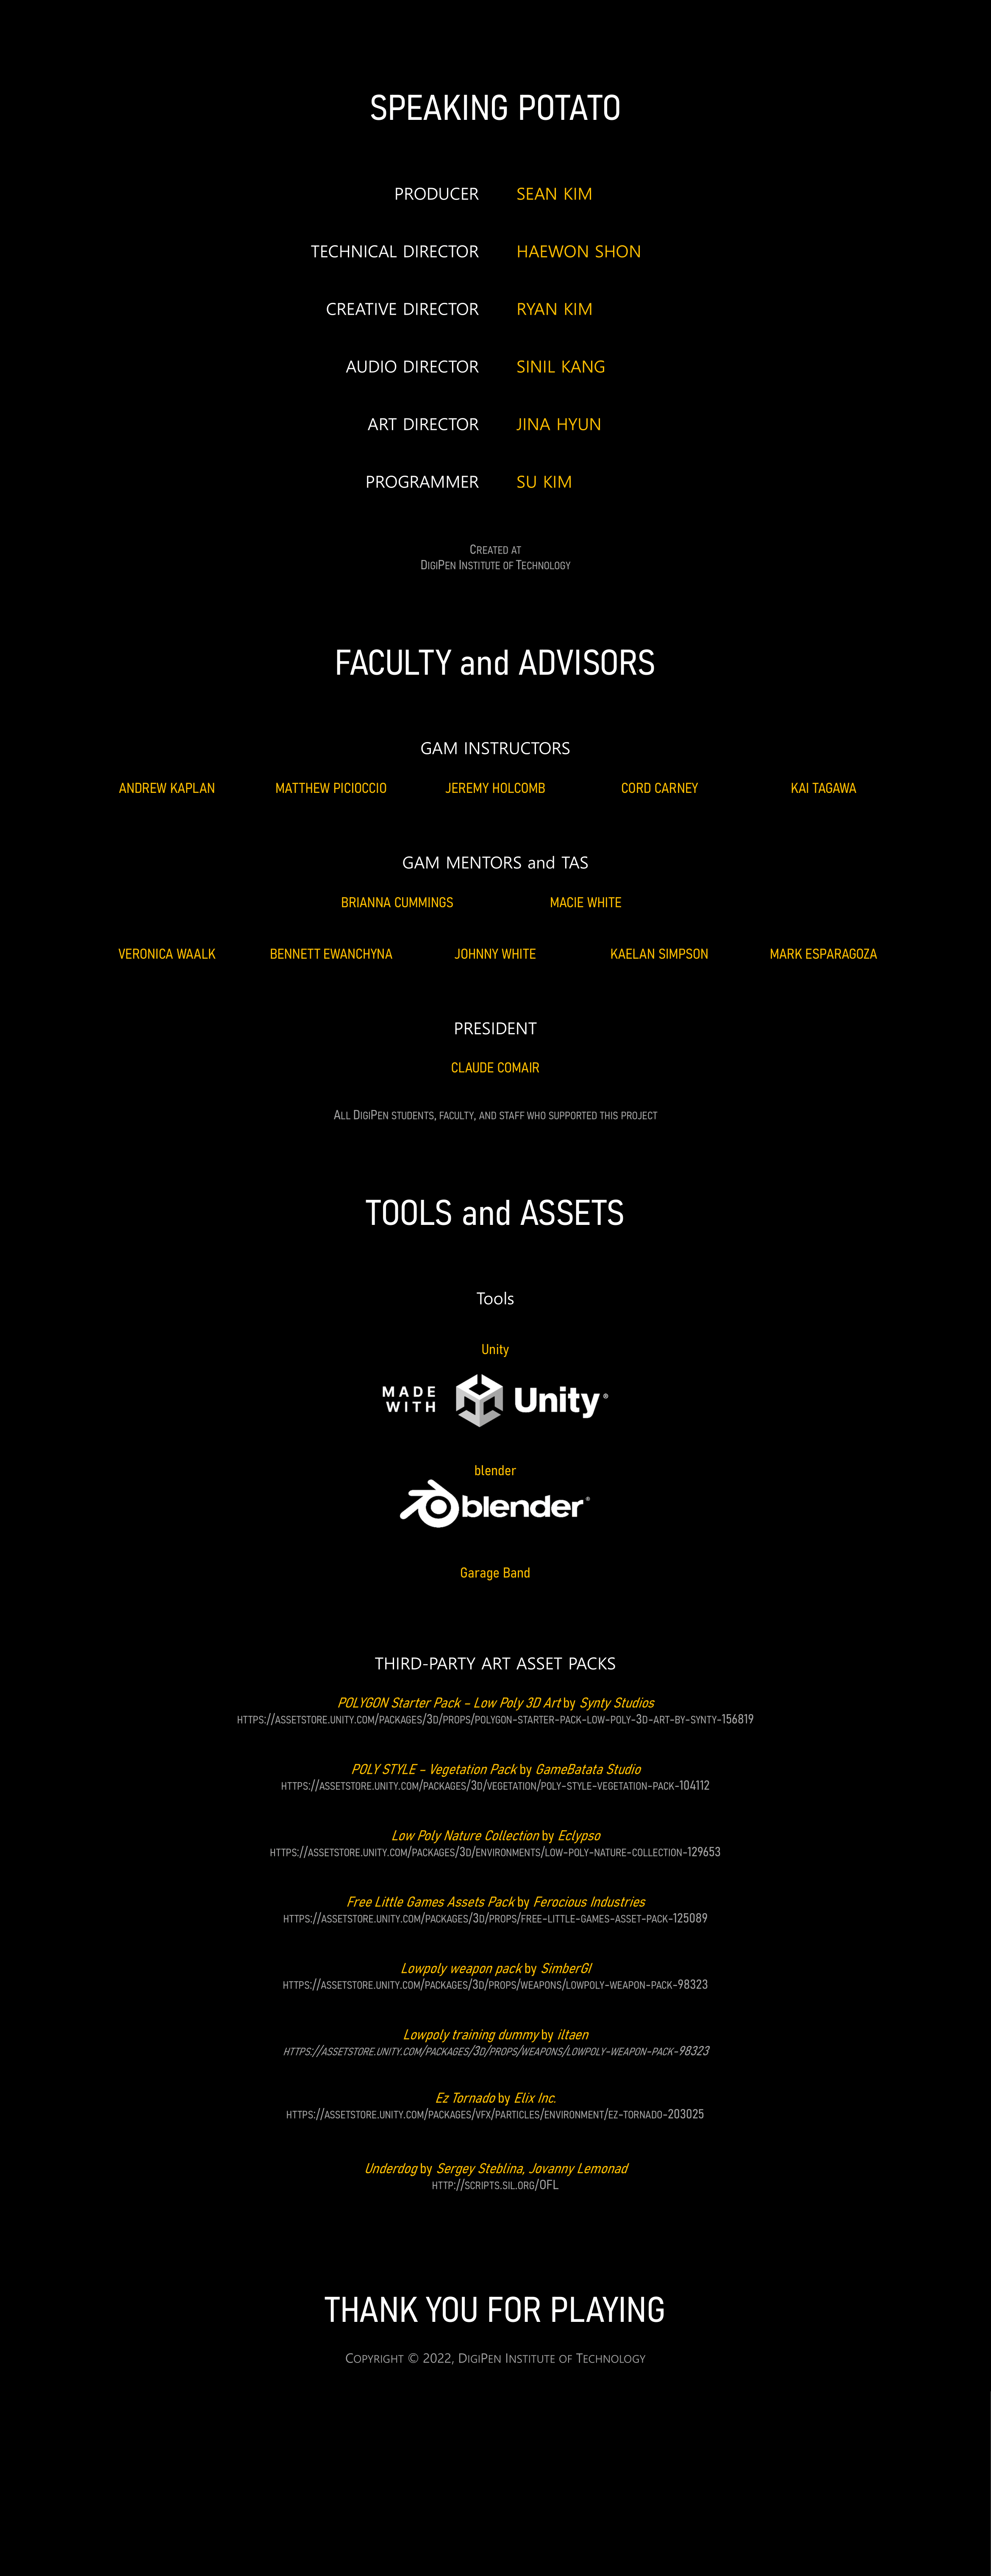 SPEAKING POTATO
PRODUCER SEAN KIM
TECHNICAL DIRECTOR HAEWON SHON
CREATIVE DIRECTOR RYAN KIM
AUDIO DIRECTOR SINIL KANG
ART DIRECTOR JINA HYUN
PROGRAMMER SU KIM
Created at
DigiPen Institute of Technology
FACULTY and ADVISORS
GAM INSTRUCTORS
ANDREW KAPLAN MATTHEW PICIOCCIO JEREMY HOLCOMB CORD CARNEY KAI TAGAWA
GAM MENTORS and TAS
BRIANNA CUMMINGS MACIE WHITE
VERONICA WAALK BENNETT EWANCHYNA JOHNNY WHITE KAELAN SIMPSON MARK ESPARAGOZA
PRESIDENT
CLAUDE COMAIR
All DigiPen students, faculty, and staff who supported this project
TOOLS and ASSETS
Tools
Unity
MADE WITH Unity®
blender
blender®
Garage Band
THIRD-PARTY ART ASSET PACKS
POLYGON Starter Pack – Low Poly 3D Art by Synty Studios
https://assetstore.unity.com/packages/3d/props/polygon-starter-pack-low-poly-3d-art-by-synty-156819
POLY STYLE – Vegetation Pack by GameBatata Studio
https://assetstore.unity.com/packages/3d/vegetation/poly-style-vegetation-pack-104112
Low Poly Nature Collection by Eclypso
https://assetstore.unity.com/packages/3d/environments/low-poly-nature-collection-129653
Free Little Games Assets Pack by Ferocious Industries
https://assetstore.unity.com/packages/3d/props/free-little-games-asset-pack-125089
Lowpoly weapon pack by SimberGl
https://assetstore.unity.com/packages/3d/props/weapons/lowpoly-weapon-pack-98323
Lowpoly training dummy by iltaen
https://assetstore.unity.com/packages/3d/props/weapons/lowpoly-weapon-pack-98323
Ez Tornado by Elix Inc.
https://assetstore.unity.com/packages/vfx/particles/environment/ez-tornado-203025
Underdog by Sergey Steblina, Jovanny Lemonad
http://scripts.sil.org/OFL
THANK YOU FOR PLAYING
Copyright © 2022, DigiPen Institute of Technology